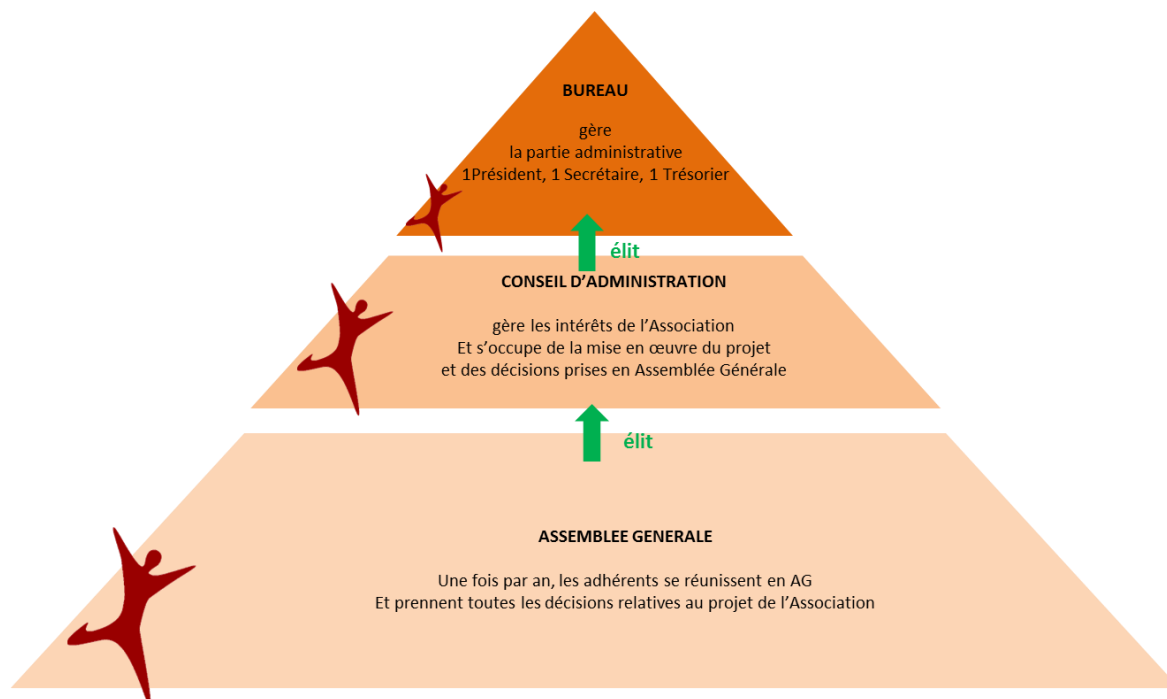 BUREAU
gère
la partie administrative
1Président, 1 Secrétaire, 1 Trésorier
élit
CONSEIL D’ADMINISTRATION
gère les intérêts de l’Association
Et s’occupe de la mise en œuvre du projet
et des décisions prises en Assemblée Générale
élit
ASSEMBLEE GENERALE
Une fois par an, les adhérents se réunissent en AG
Et prennent toutes les décisions relatives au projet de l’Association